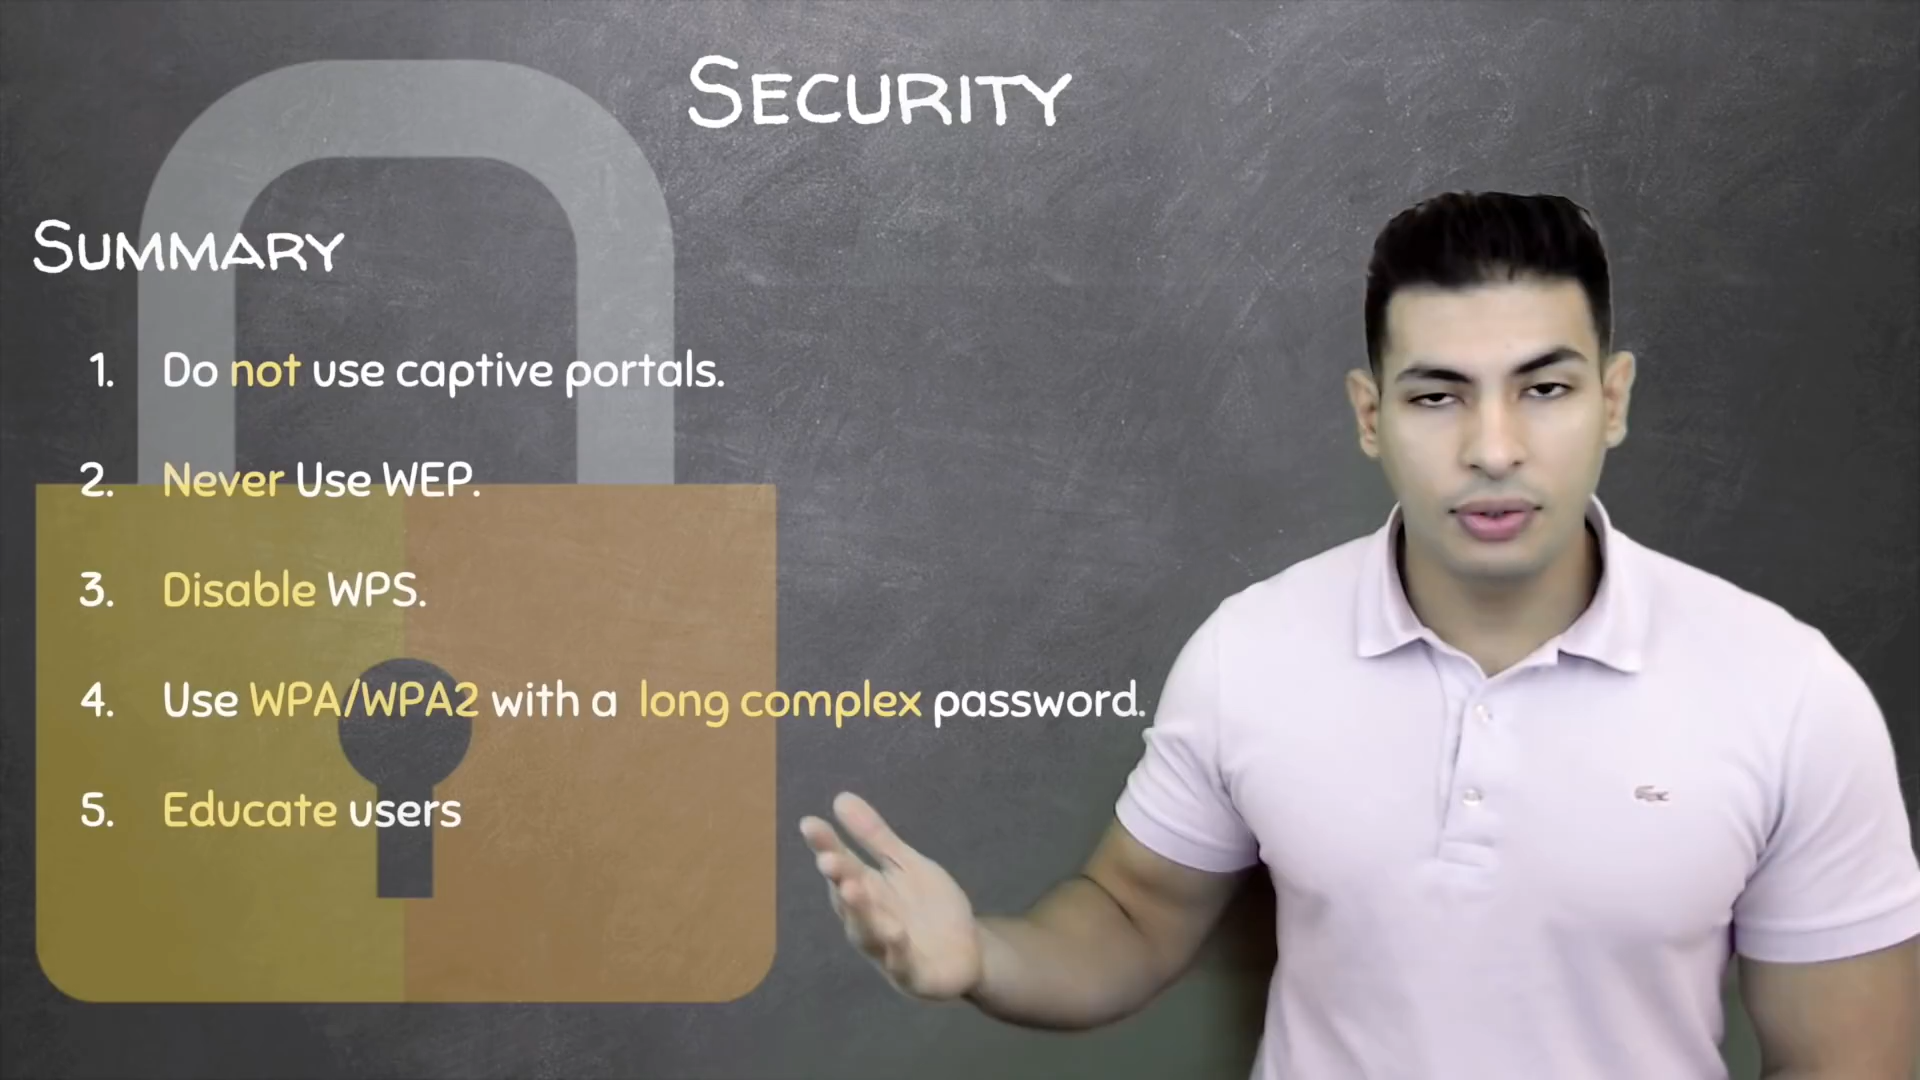 Security
Summary
1. Do not use captive portals.
2. Never Use WEP.
3. Disable WPS.
4. Use WPA/WPA2 with a long complex password.
5. Educate users